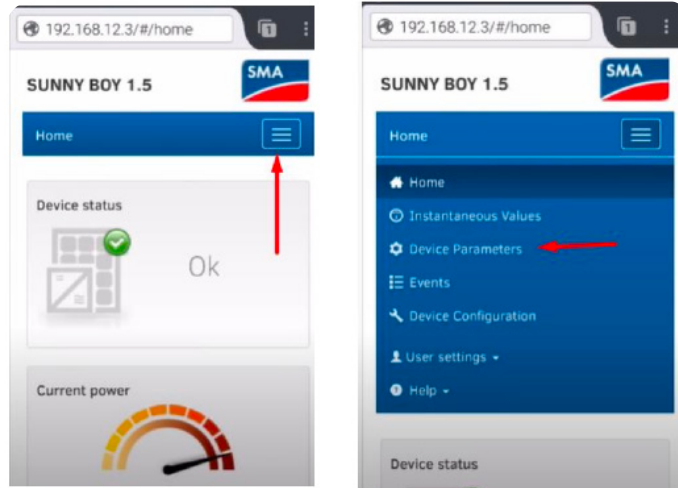 192.168.12.3/#/home
1
SUNNY BOY 1.5
SMA
Home
Device status
Ok
Current power
192.168.12.3/#/home
1
SUNNY BOY 1.5
SMA
Home
Home
Instantaneous Values
Device Parameters
Events
Device Configuration
User settings
Help
Device status